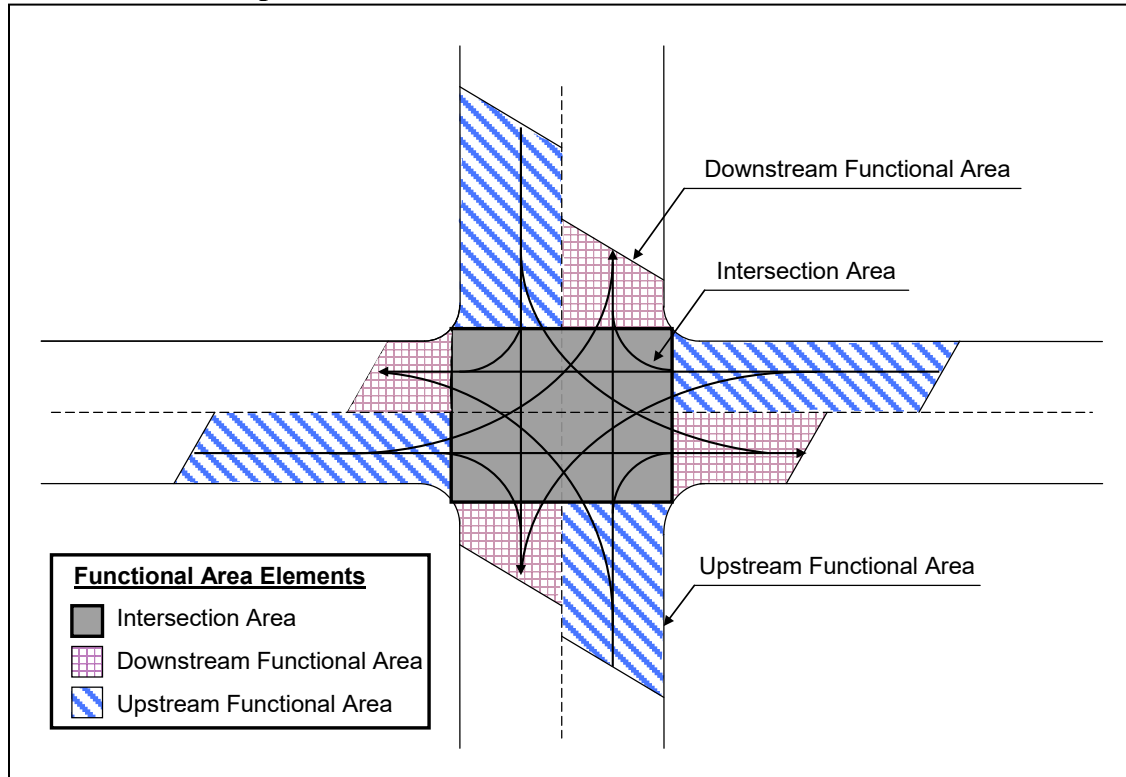 Downstream Functional Area
Intersection Area
Upstream Functional Area
Functional Area Elements
Intersection Area
Downstream Functional Area
Upstream Functional Area